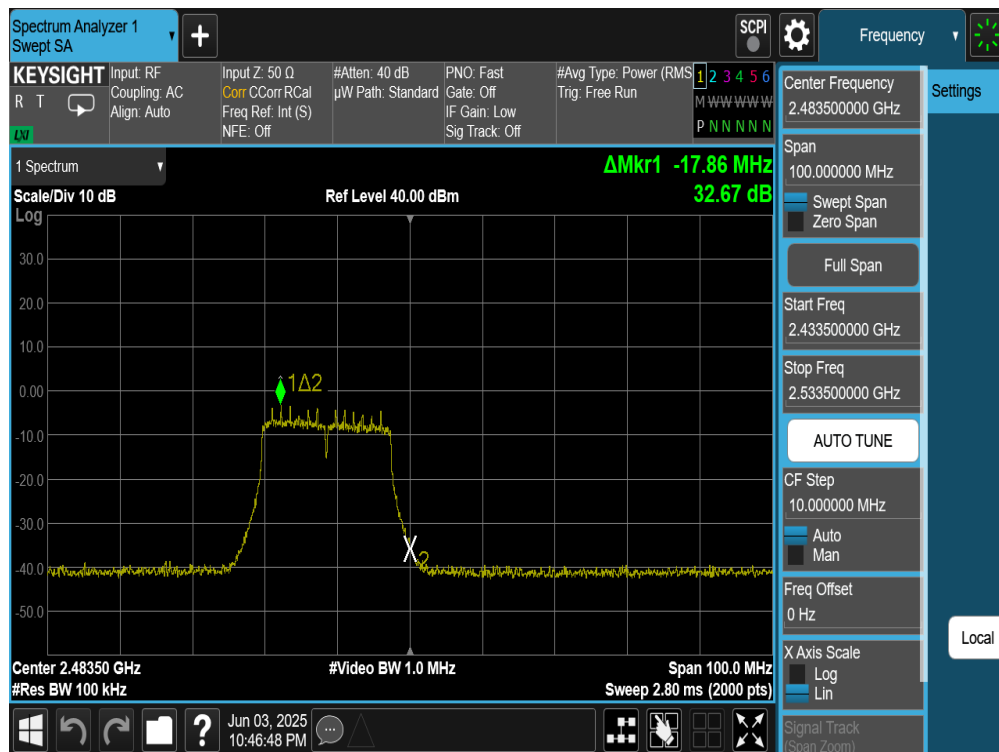 Spectrum Analyzer 1
Swept SA
+
SCPI
Frequency
KEYSIGHT
R T
LXI
Input: RF
Coupling: AC
Align: Auto
Input Z: 50 Ω
Corr CCorr RCal
Freq Ref: Int (S)
NFE: Off
#Atten: 40 dB
µW Path: Standard
PNO: Fast
Gate: Off
IF Gain: Low
Sig Track: Off
#Avg Type: Power (RMS
Trig: Free Run
1 2 3 4 5 6
M W W W W W
P N N N N N
1 Spectrum
Scale/Div 10 dB
Log
Ref Level 40.00 dBm
ΔMkr1 -17.86 MHz
32.67 dB
30.0
20.0
10.0
0.00
-10.0
-20.0
-30.0
-40.0
-50.0
1Δ2
2
Center 2.48350 GHz
#Res BW 100 kHz
#Video BW 1.0 MHz
Span 100.0 MHz
Sweep 2.80 ms (2000 pts)
Center Frequency
2.483500000 GHz
Span
100.000000 MHz
Swept Span
Zero Span
Full Span
Start Freq
2.433500000 GHz
Stop Freq
2.533500000 GHz
AUTO TUNE
CF Step
10.000000 MHz
Auto
Man
Freq Offset
0 Hz
X Axis Scale
Log
Lin
Signal Track
(Span Zoom)
Settings
Local
?
Jun 03, 2025
10:46:48 PM